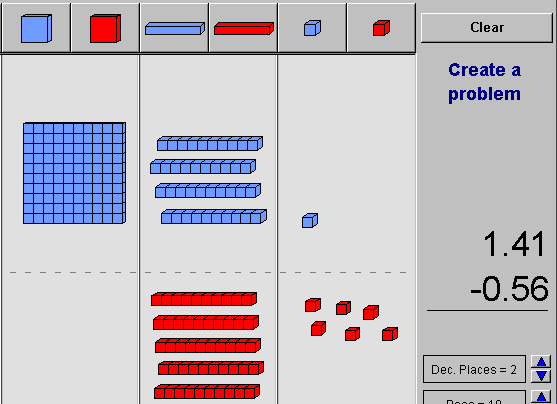 Clear
Create a
problem
1.41
-0.56
Dec. Places = 2